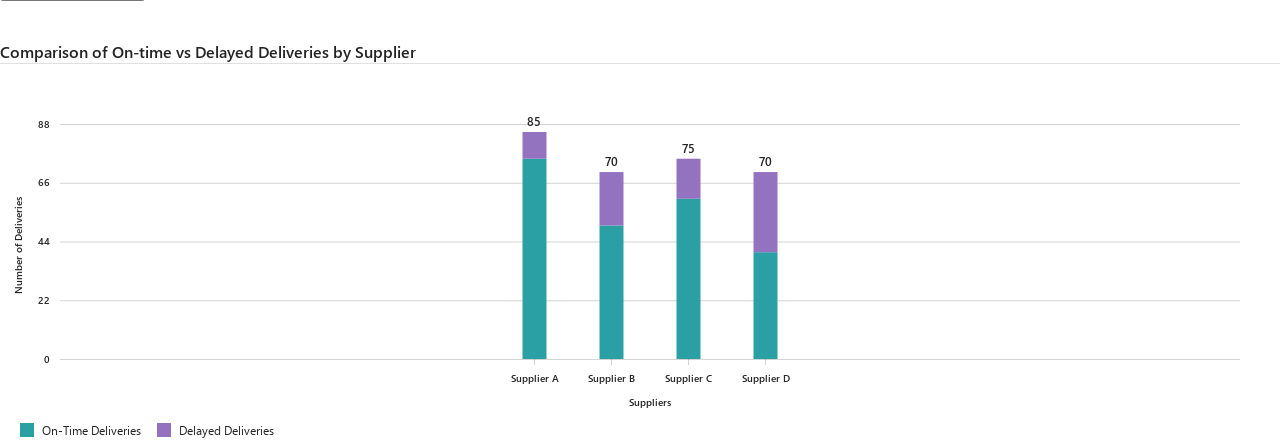 Comparison of On-time vs Delayed Deliveries by Supplier
Number of Deliveries
88
66
44
22
0
85
70
75
70
Supplier A
Supplier B
Supplier C
Supplier D
Suppliers
On-Time Deliveries
Delayed Deliveries